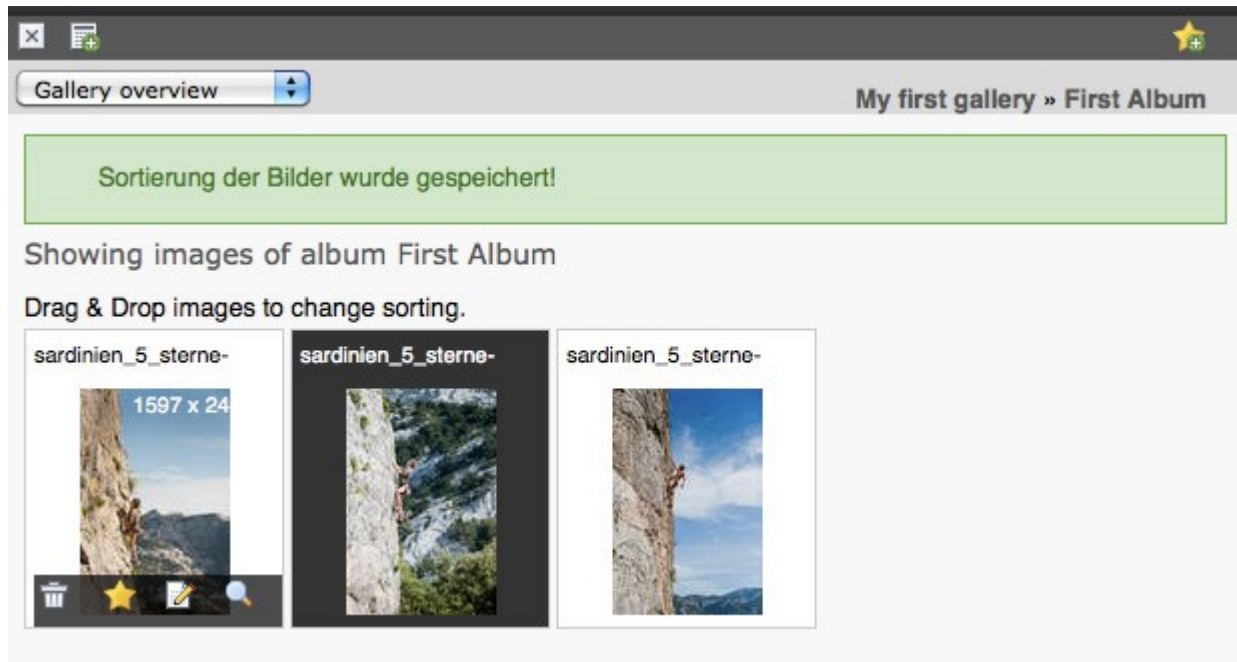 Gallery overview
My first gallery » First Album
Sortierung der Bilder wurde gespeichert!
Showing images of album First Album
Drag & Drop images to change sorting.
sardinien_5_sterne-
sardinien_5_sterne-
sardinien_5_sterne-
1597 x 24